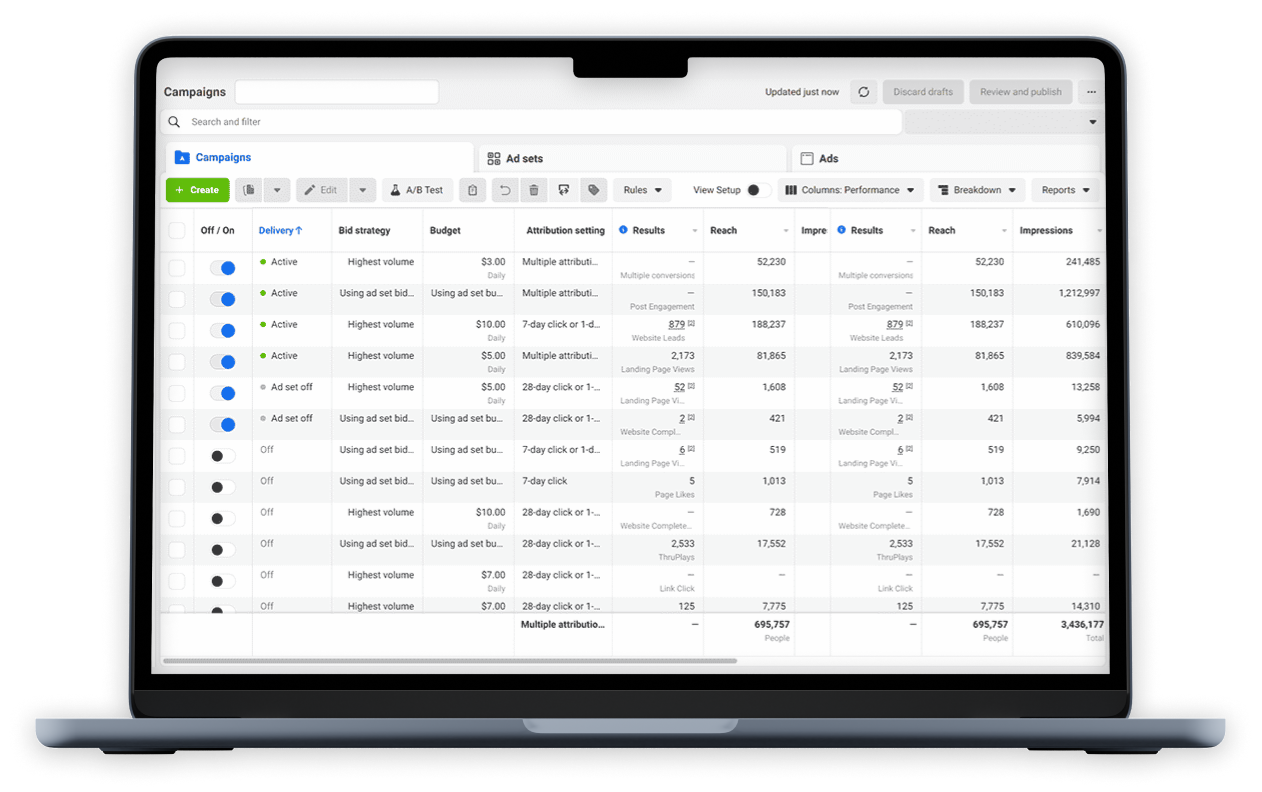 Campaigns Updated just now Discard drafts Review and publish ...
Search and filter
Campaigns Ad sets Ads
+ Create Edit A/B Test Rules View Setup Columns: Performance Breakdown Reports
Off / On Delivery↑ Bid strategy Budget Attribution setting Results Reach Impre Results Reach Impressions
Active Highest volume $3.00 Multiple attributi... — 52,230 — 52,230 241,485
Daily Multiple conversions Multiple conversions
Active Using ad set bid... Using ad set bu... Multiple attributi... — 150,183 — 150,183 1,212,997
Post Engagement Post Engagement
Active Highest volume $10.00 7-day click or 1-d... 879 [2] 188,237 879 [2] 188,237 610,096
Daily Website Leads Website Leads
Active Highest volume $5.00 Multiple attributi... 2,173 81,865 2,173 81,865 839,584
Daily Landing Page Views Landing Page Views
Ad set off Highest volume $5.00 28-day click or 1-... 52 [2] 1,608 52 [2] 1,608 13,258
Daily Landing Page Vi... Landing Page Vi...
Ad set off Using ad set bid... Using ad set bu... 28-day click or 1-... 2 [2] 421 2 [2] 421 5,994
Website Compl... Website Compl...
Off Using ad set bid... Using ad set bu... 7-day click or 1-d... 6 [2] 519 6 [2] 519 9,250
Landing Page Vi... Landing Page Vi...
Off Using ad set bid... Using ad set bu... 7-day click 5 1,013 5 1,013 7,914
Page Likes Page Likes
Off Highest volume $10.00 28-day click or 1-... — 728 — 728 1,690
Daily Website Complete... Website Complete...
Off Using ad set bid... Using ad set bu... 28-day click or 1-... 2,533 17,552 2,533 17,552 21,128
ThruPlays ThruPlays
Off Highest volume $7.00 28-day click or 1-... — — — — —
Daily Link Click Link Click
Off Highest volume $7.00 28-day click or 1-... 125 7,775 125 7,775 14,310
Multiple attributio... — 695,757 — 695,757 3,436,177
People People Total